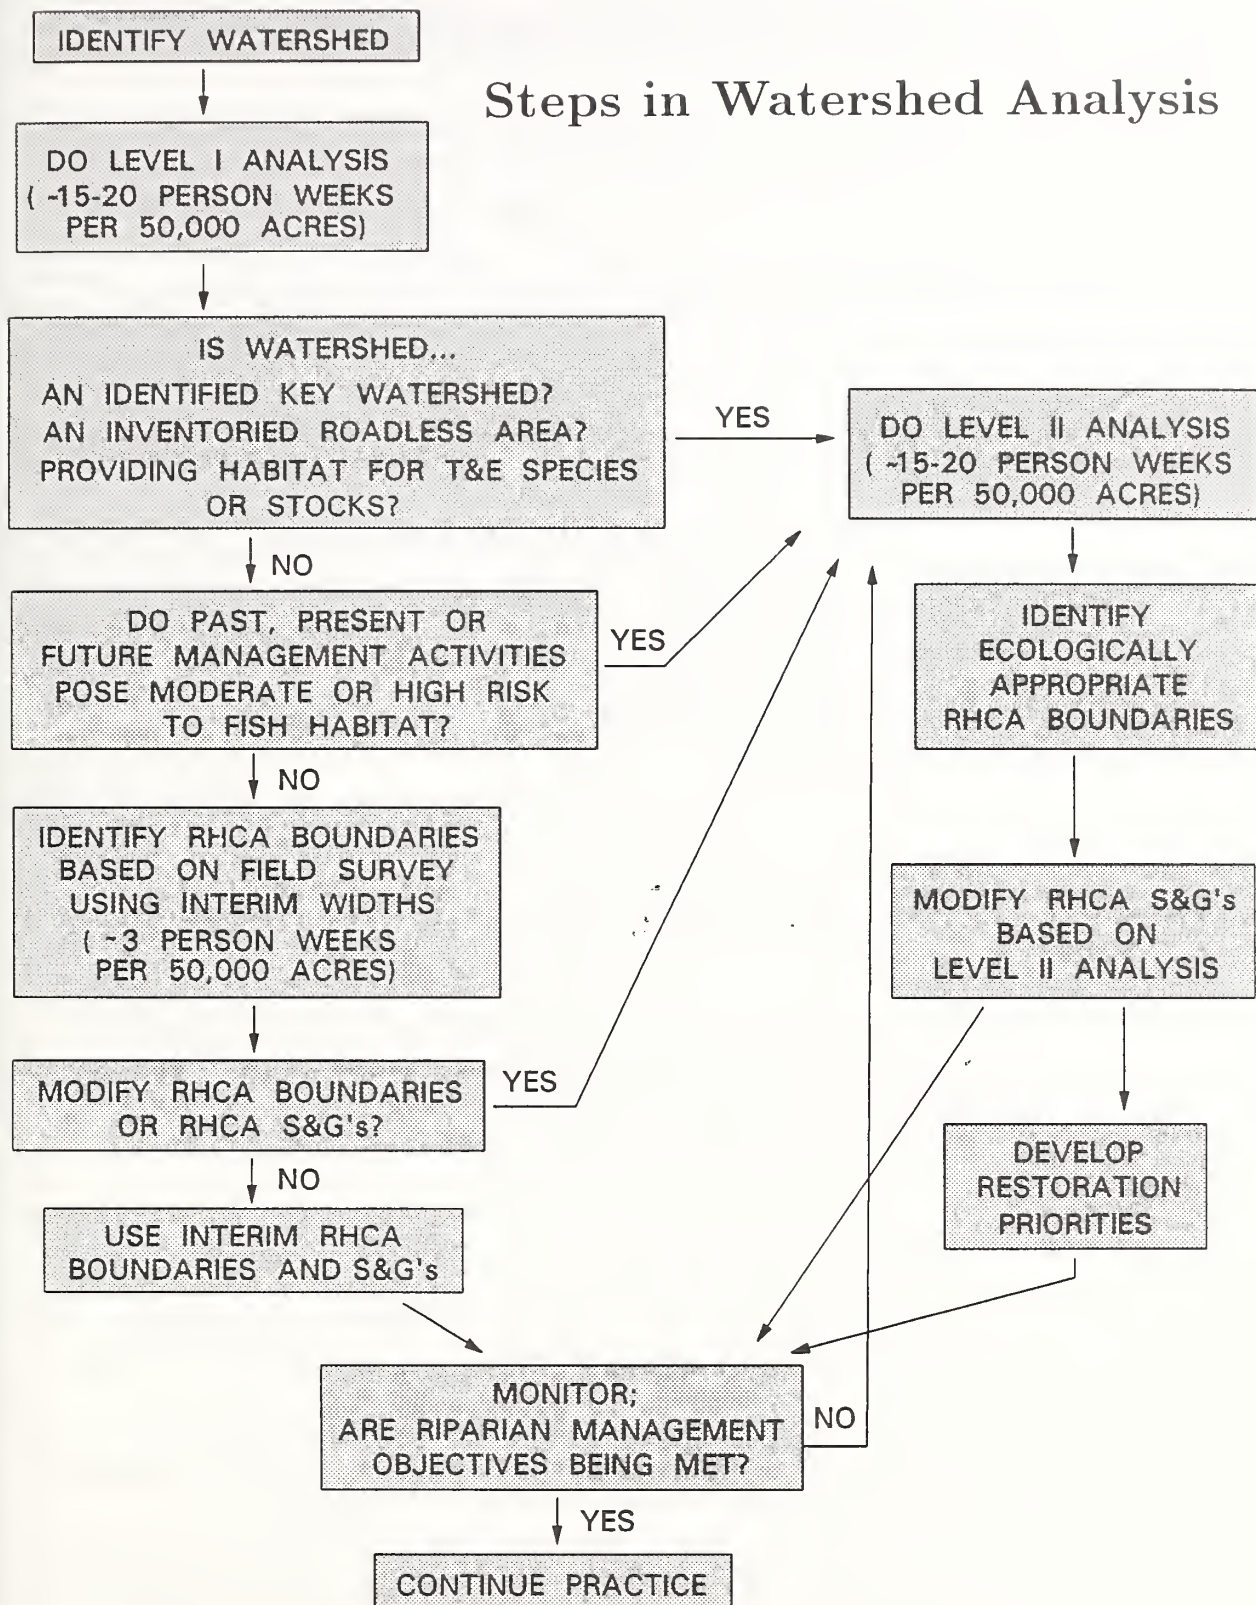 Steps in Watershed Analysis
IDENTIFY WATERSHED
DO LEVEL I ANALYSIS
( ~15-20 PERSON WEEKS
PER 50,000 ACRES)
IS WATERSHED...
AN IDENTIFIED KEY WATERSHED?
AN INVENTORIED ROADLESS AREA?
PROVIDING HABITAT FOR T&E SPECIES
OR STOCKS?
YES
NO
DO PAST, PRESENT OR
FUTURE MANAGEMENT ACTIVITIES
POSE MODERATE OR HIGH RISK
TO FISH HABITAT?
YES
NO
IDENTIFY RHCA BOUNDARIES
BASED ON FIELD SURVEY
USING INTERIM WIDTHS
( ~3 PERSON WEEKS
PER 50,000 ACRES)
MODIFY RHCA BOUNDARIES
OR RHCA S&G's?
YES
NO
USE INTERIM RHCA
BOUNDARIES AND S&G's
DO LEVEL II ANALYSIS
( ~15-20 PERSON WEEKS
PER 50,000 ACRES)
IDENTIFY
ECOLOGICALLY
APPROPRIATE
RHCA BOUNDARIES
MODIFY RHCA S&G's
BASED ON
LEVEL II ANALYSIS
DEVELOP
RESTORATION
PRIORITIES
MONITOR;
ARE RIPARIAN MANAGEMENT
OBJECTIVES BEING MET?
NO
YES
CONTINUE PRACTICE